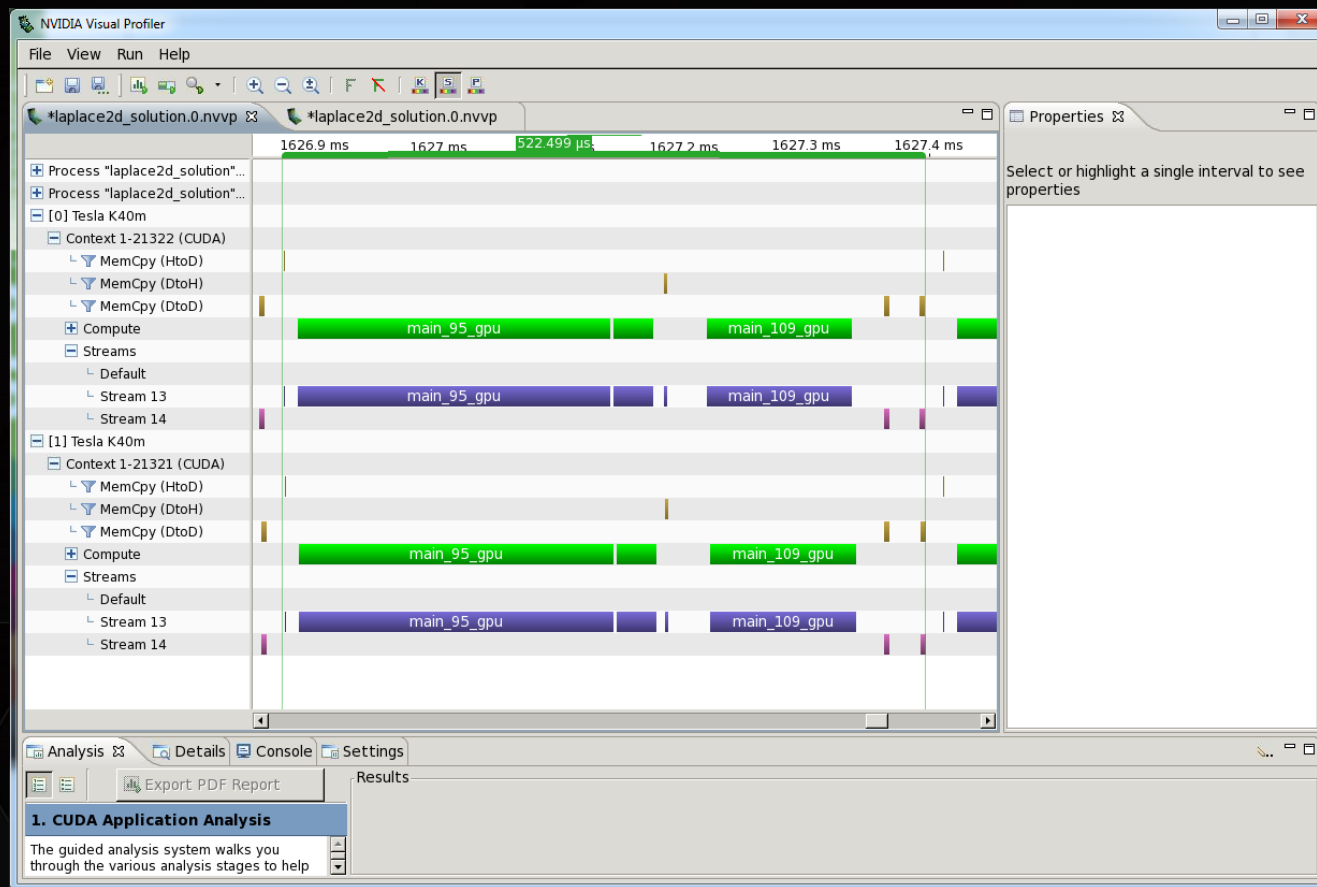 NVIDIA Visual Profiler
File View Run Help
*laplace2d_solution.0.nvvp *laplace2d_solution.0.nvvp
Properties
1626.9 ms 1627 ms 522.499 µs 1627.2 ms 1627.3 ms 1627.4 ms
Process "laplace2d_solution"...
Select or highlight a single interval to see
properties
Process "laplace2d_solution"...
[0] Tesla K40m
Context 1-21322 (CUDA)
MemCpy (HtoD)
MemCpy (DtoH)
MemCpy (DtoD)
Compute main_95_gpu main_109_gpu
Streams
Default
Stream 13 main_95_gpu main_109_gpu
Stream 14
[1] Tesla K40m
Context 1-21321 (CUDA)
MemCpy (HtoD)
MemCpy (DtoH)
MemCpy (DtoD)
Compute main_95_gpu main_109_gpu
Streams
Default
Stream 13 main_95_gpu main_109_gpu
Stream 14
Analysis Details Console Settings
Export PDF Report
Results
1. CUDA Application Analysis
The guided analysis system walks you
through the various analysis stages to help